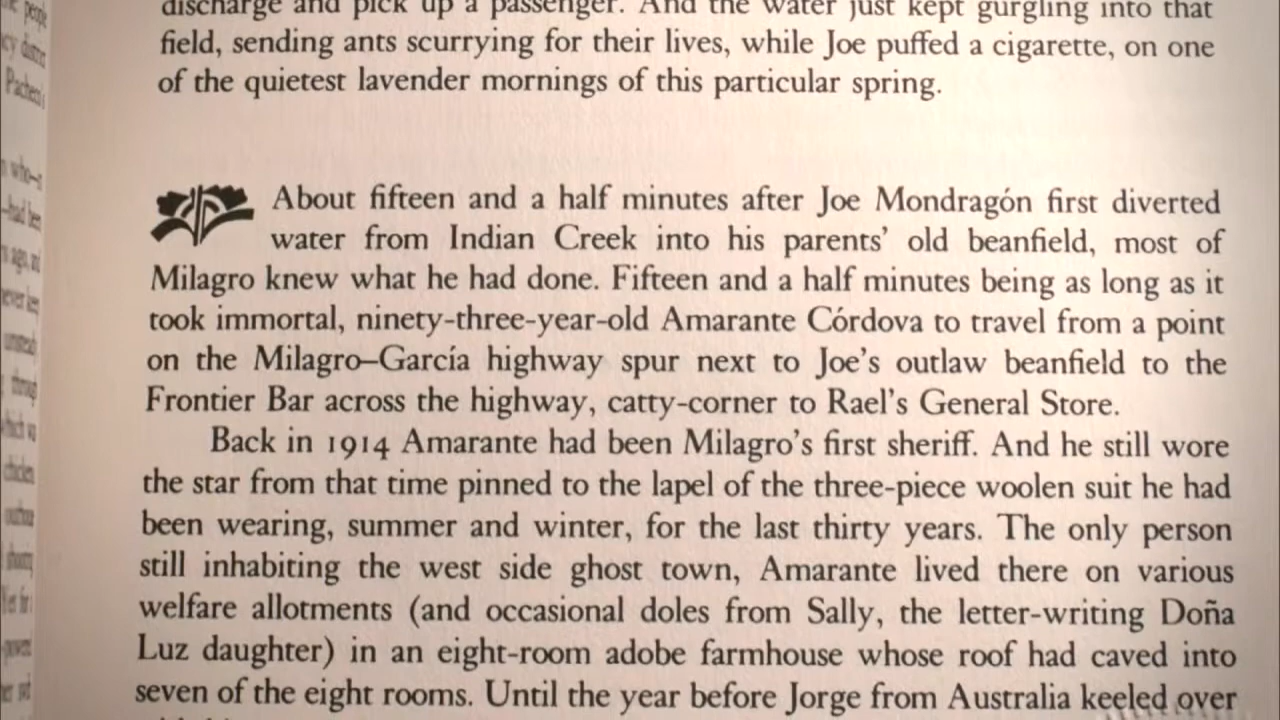 people
Pacheco's
discharge and pick up a passenger. And the water just kept gurgling into that
field, sending ants scurrying for their lives, while Joe puffed a cigarette, on one
of the quietest lavender mornings of this particular spring.
About fifteen and a half minutes after Joe Mondragón first diverted
water from Indian Creek into his parents' old beanfield, most of
Milagro knew what he had done. Fifteen and a half minutes being as long as it
took immortal, ninety-three-year-old Amarante Córdova to travel from a point
on the Milagro–García highway spur next to Joe's outlaw beanfield to the
Frontier Bar across the highway, catty-corner to Rael's General Store.
Back in 1914 Amarante had been Milagro's first sheriff. And he still wore
the star from that time pinned to the lapel of the three-piece woolen suit he had
been wearing, summer and winter, for the last thirty years. The only person
still inhabiting the west side ghost town, Amarante lived there on various
welfare allotments (and occasional doles from Sally, the letter-writing Doña
Luz daughter) in an eight-room adobe farmhouse whose roof had caved into
seven of the eight rooms. Until the year before Jorge from Australia keeled over